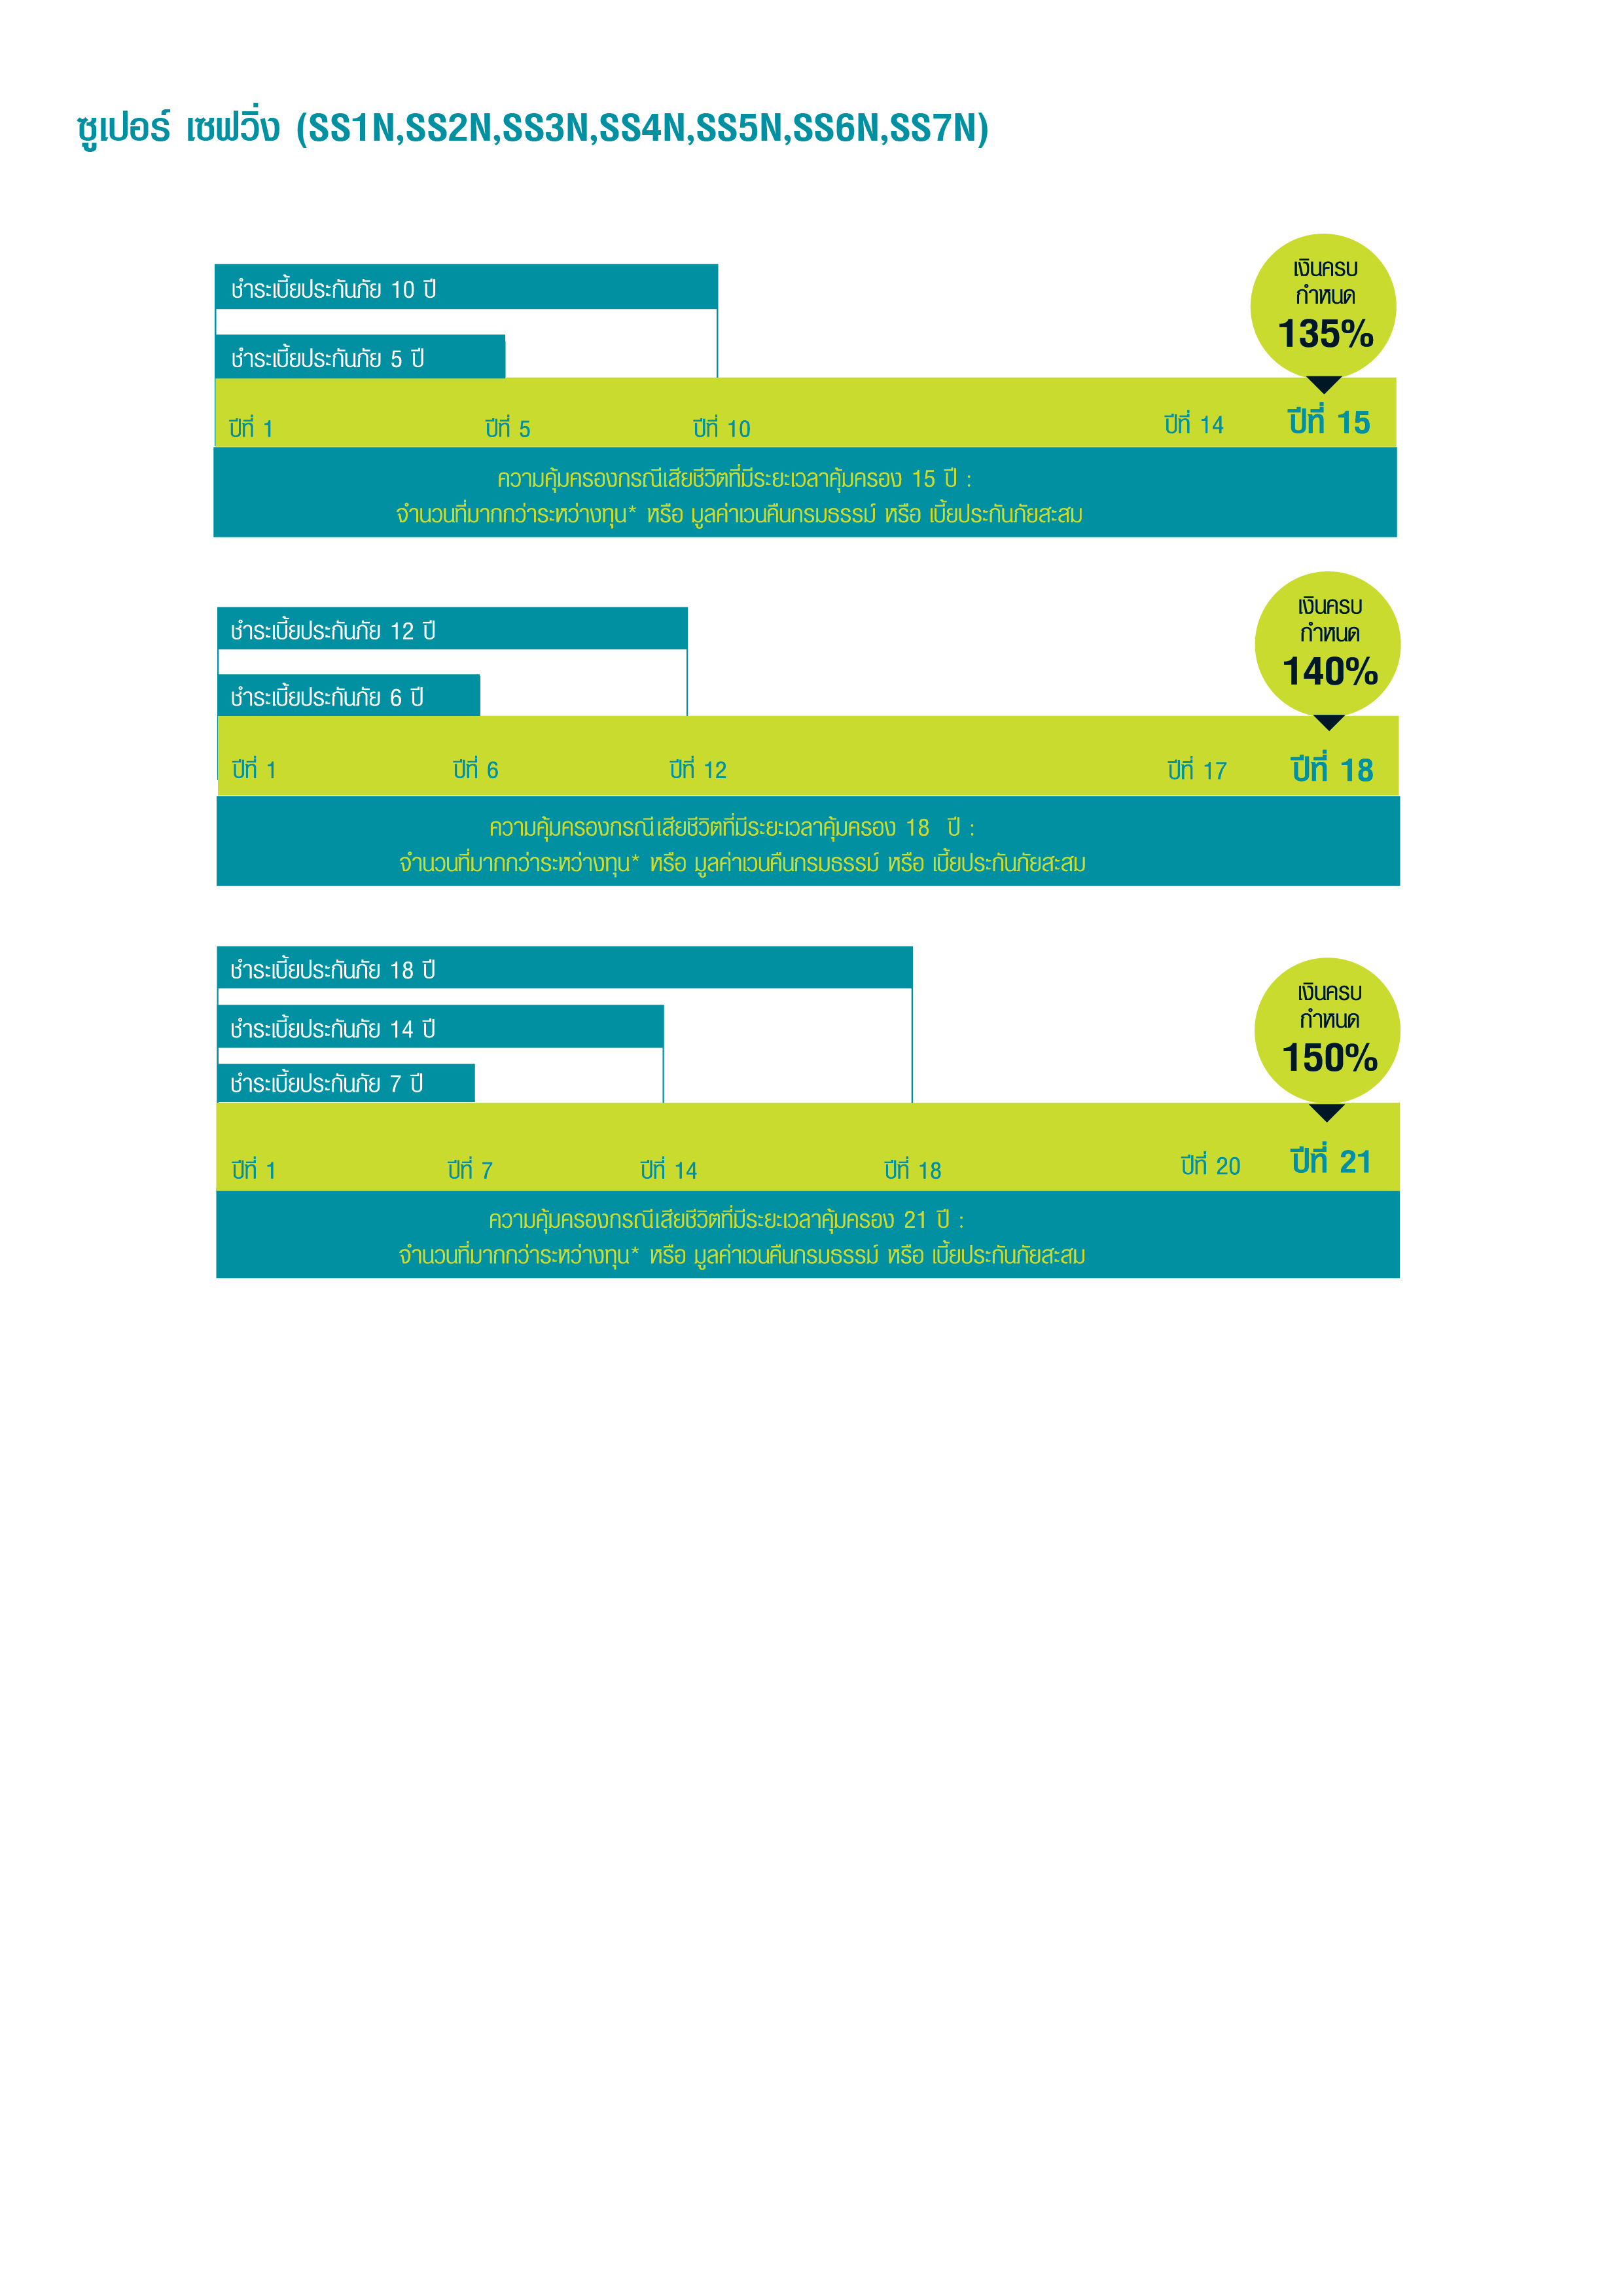 ซูเปอร์ เซฟวิ่ง (SS1N,SS2N,SS3N,SS4N,SS5N,SS6N,SS7N)
เงินครบ
กำหนด
135%
ชำระเบี้ยประกันภัย 10 ปี
ชำระเบี้ยประกันภัย 5 ปี
ปีที่ 1 ปีที่ 5 ปีที่ 10 ปีที่ 14 ปีที่ 15
ความคุ้มครองกรณีเสียชีวิตที่มีระยะเวลาคุ้มครอง 15 ปี :
จำนวนที่มากกว่าระหว่างทุน* หรือ มูลค่าเวนคืนกรมธรรม์ หรือ เบี้ยประกันภัยสะสม
เงินครบ
กำหนด
140%
ชำระเบี้ยประกันภัย 12 ปี
ชำระเบี้ยประกันภัย 6 ปี
ปีที่ 1 ปีที่ 6 ปีที่ 12 ปีที่ 17 ปีที่ 18
ความคุ้มครองกรณีเสียชีวิตที่มีระยะเวลาคุ้มครอง 18 ปี :
จำนวนที่มากกว่าระหว่างทุน* หรือ มูลค่าเวนคืนกรมธรรม์ หรือ เบี้ยประกันภัยสะสม
เงินครบ
กำหนด
150%
ชำระเบี้ยประกันภัย 18 ปี
ชำระเบี้ยประกันภัย 14 ปี
ชำระเบี้ยประกันภัย 7 ปี
ปีที่ 1 ปีที่ 7 ปีที่ 14 ปีที่ 18 ปีที่ 20 ปีที่ 21
ความคุ้มครองกรณีเสียชีวิตที่มีระยะเวลาคุ้มครอง 21 ปี :
จำนวนที่มากกว่าระหว่างทุน* หรือ มูลค่าเวนคืนกรมธรรม์ หรือ เบี้ยประกันภัยสะสม